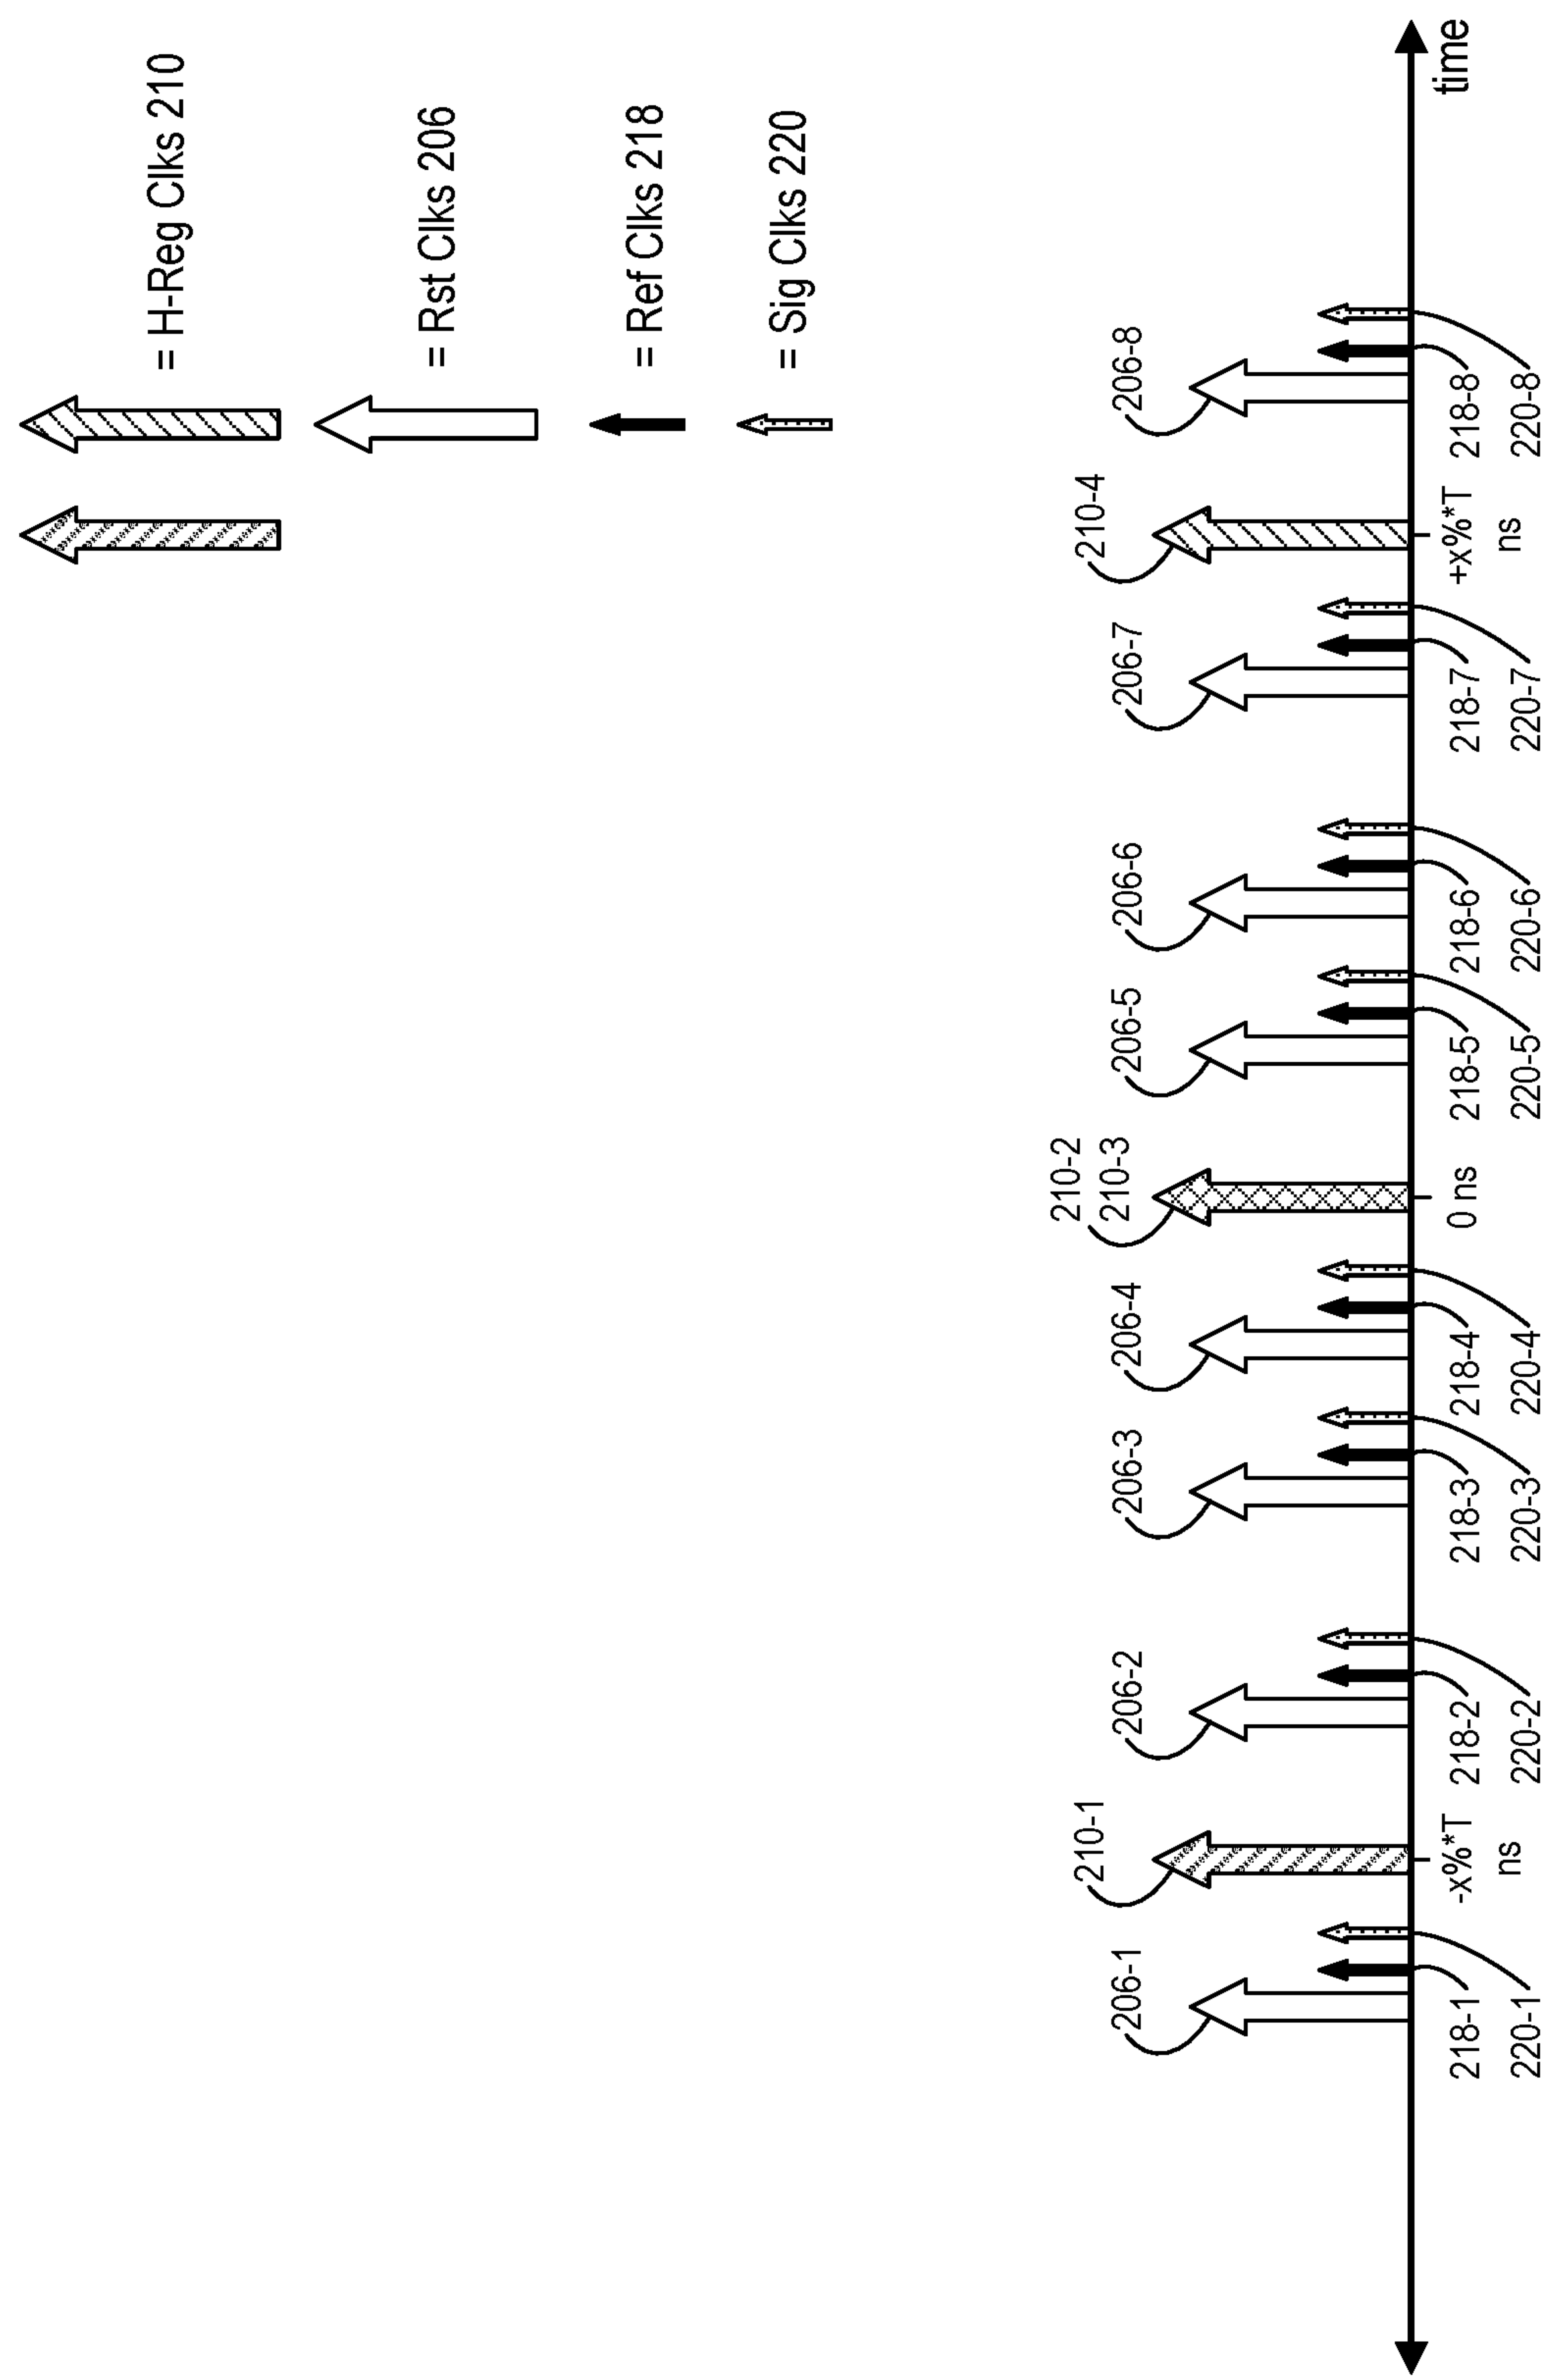 = H-Reg Clks 210
= Rst Clks 206
= Ref Clks 218
= Sig Clks 220
210-2
210-1
210-3
210-4
206-1
206-2
206-3
206-4
206-5
206-6
206-7
206-8
218-1
-x%*T
218-2
218-3
218-4
0 ns
218-5
218-6
218-7
+x%*T
218-8
time
220-1
ns
220-2
220-3
220-4
220-5
220-6
220-7
ns
220-8